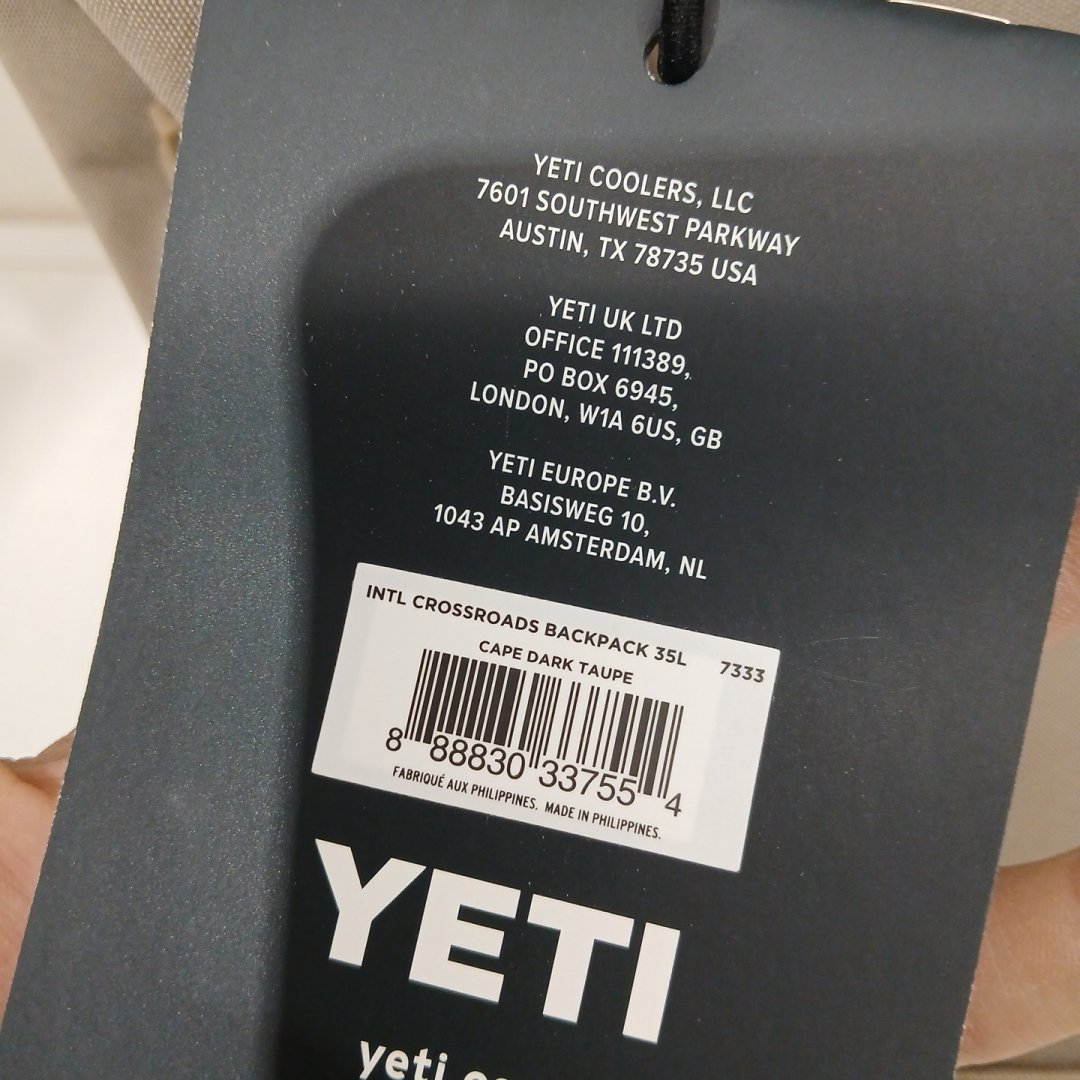 YETI COOLERS, LLC
7601 SOUTHWEST PARKWAY
AUSTIN, TX 78735 USA
YETI UK LTD
OFFICE 111389,
PO BOX 6945,
LONDON, W1A 6US, GB
YETI EUROPE B.V.
BASISWEG 10,
1043 AP AMSTERDAM, NL
INTL CROSSROADS BACKPACK 35L 7333
CAPE DARK TAUPE
8 88830 33755 4
FABRIQUÉ AUX PHILIPPINES. MADE IN PHILIPPINES.
YETI
yeti